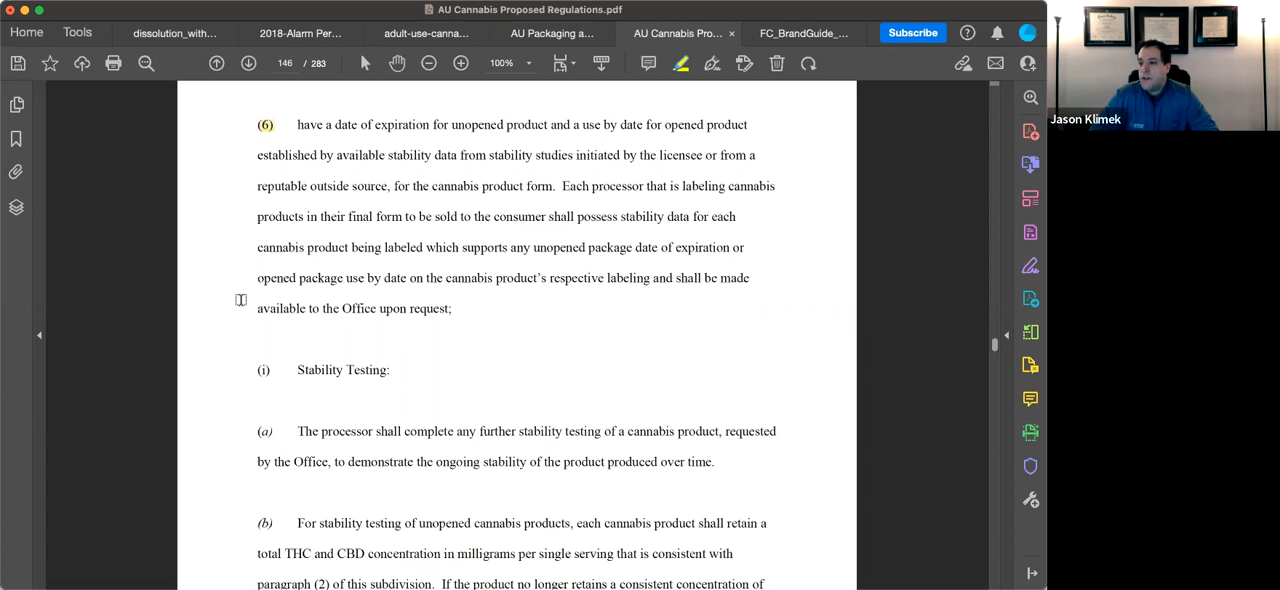 AU Cannabis Proposed Regulations.pdf
Home
Tools
dissolution_with...
2018-Alarm Per...
adult-use-canna...
AU Packaging a...
AU Cannabis Pro...
FC_BrandGuide_...
Subscribe
146 / 283
100%
(6) have a date of expiration for unopened product and a use by date for opened product
established by available stability data from stability studies initiated by the licensee or from a
reputable outside source, for the cannabis product form. Each processor that is labeling cannabis
products in their final form to be sold to the consumer shall possess stability data for each
cannabis product being labeled which supports any unopened package date of expiration or
opened package use by date on the cannabis product's respective labeling and shall be made
available to the Office upon request;
(i) Stability Testing:
(a) The processor shall complete any further stability testing of a cannabis product, requested
by the Office, to demonstrate the ongoing stability of the product produced over time.
(b) For stability testing of unopened cannabis products, each cannabis product shall retain a
total THC and CBD concentration in milligrams per single serving that is consistent with
paragraph (2) of this subdivision. If the product no longer retains a consistent concentration of
Jason Klimek